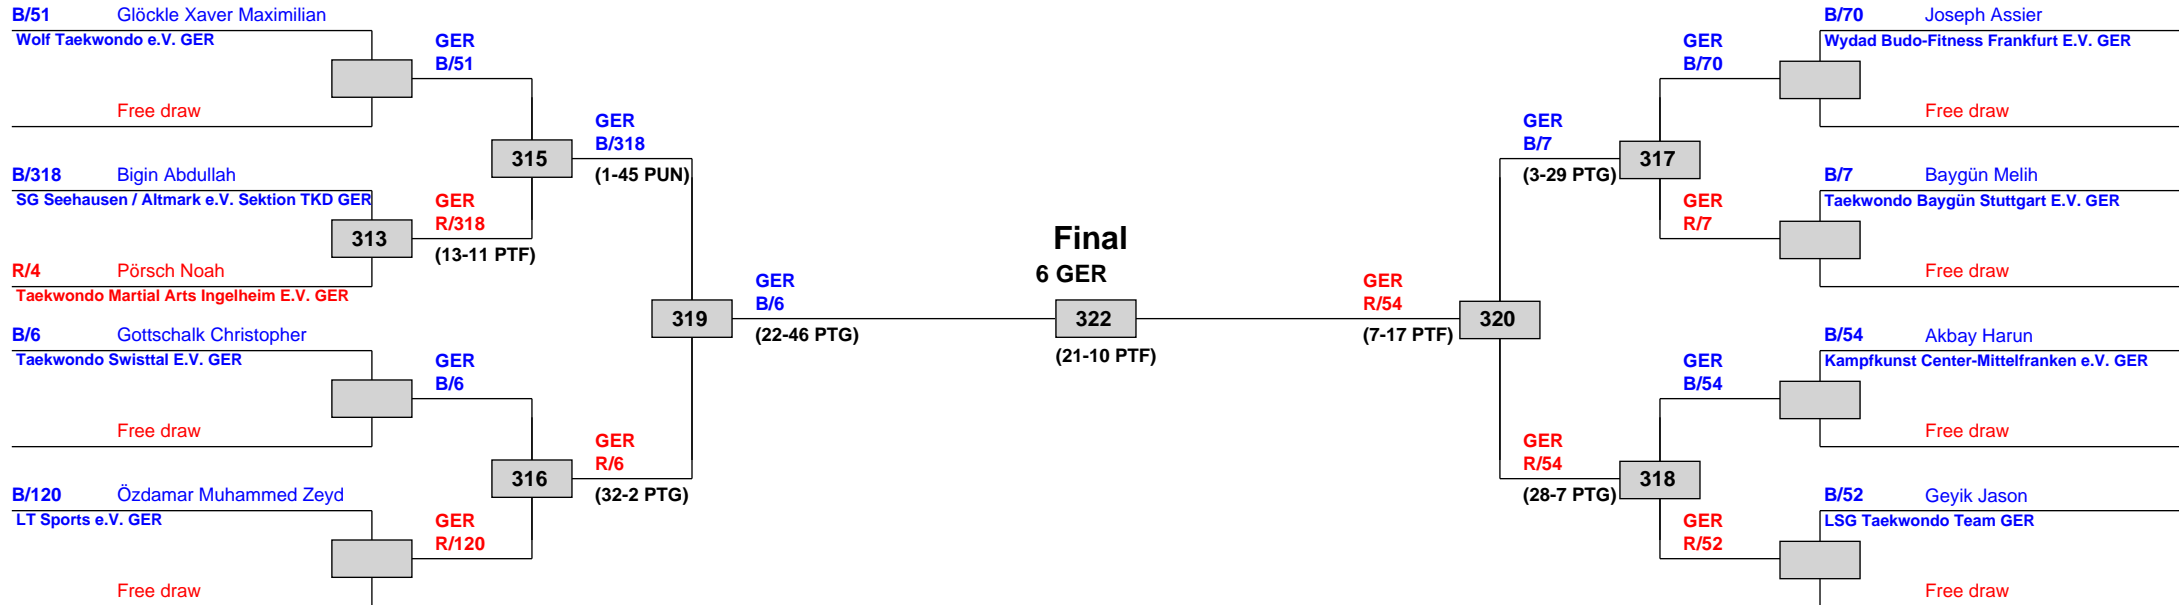 B/51 Glöckle Xaver Maximilian
Wolf Taekwondo e.V. GER
Free draw
GER
B/51
B/318 Bigin Abdullah
SG Seehausen / Altmark e.V. Sektion TKD GER
313
R/4 Pörsch Noah
Taekwondo Martial Arts Ingelheim E.V. GER
GER
R/318
(13-11 PTF)
315
GER
B/318
(1-45 PUN)
B/6 Gottschalk Christopher
Taekwondo Swisttal E.V. GER
Free draw
GER
B/6
B/120 Özdamar Muhammed Zeyd
LT Sports e.V. GER
Free draw
GER
R/120
316
GER
R/6
(32-2 PTG)
319
GER
B/6
(22-46 PTG)
Final
6 GER
322
(21-10 PTF)
GER
R/54
(7-17 PTF)
320
GER
B/7
(3-29 PTG)
317
GER
B/70
B/70 Joseph Assier
Wydad Budo-Fitness Frankfurt E.V. GER
Free draw
GER
R/7
B/7 Baygün Melih
Taekwondo Baygün Stuttgart E.V. GER
Free draw
GER
R/54
(28-7 PTG)
318
GER
B/54
B/54 Akbay Harun
Kampfkunst Center-Mittelfranken e.V. GER
Free draw
GER
R/52
B/52 Geyik Jason
LSG Taekwondo Team GER
Free draw